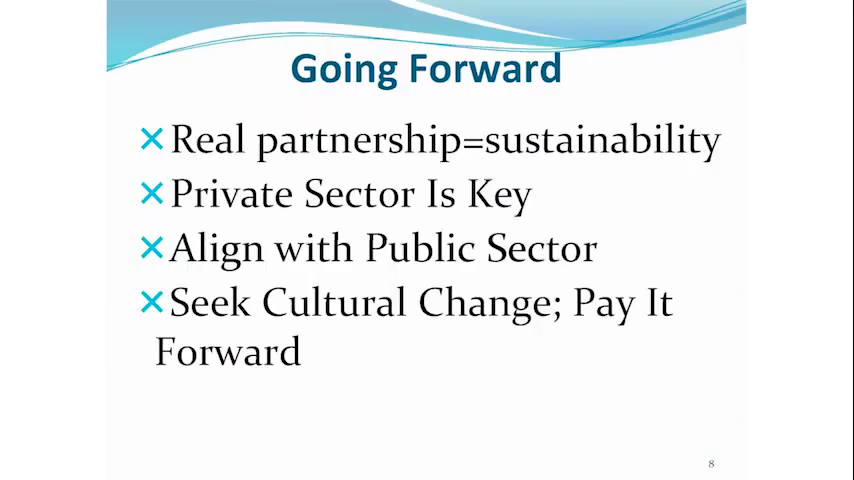 Going Forward
Real partnership=sustainability
Private Sector Is Key
Align with Public Sector
Seek Cultural Change; Pay It
Forward
8